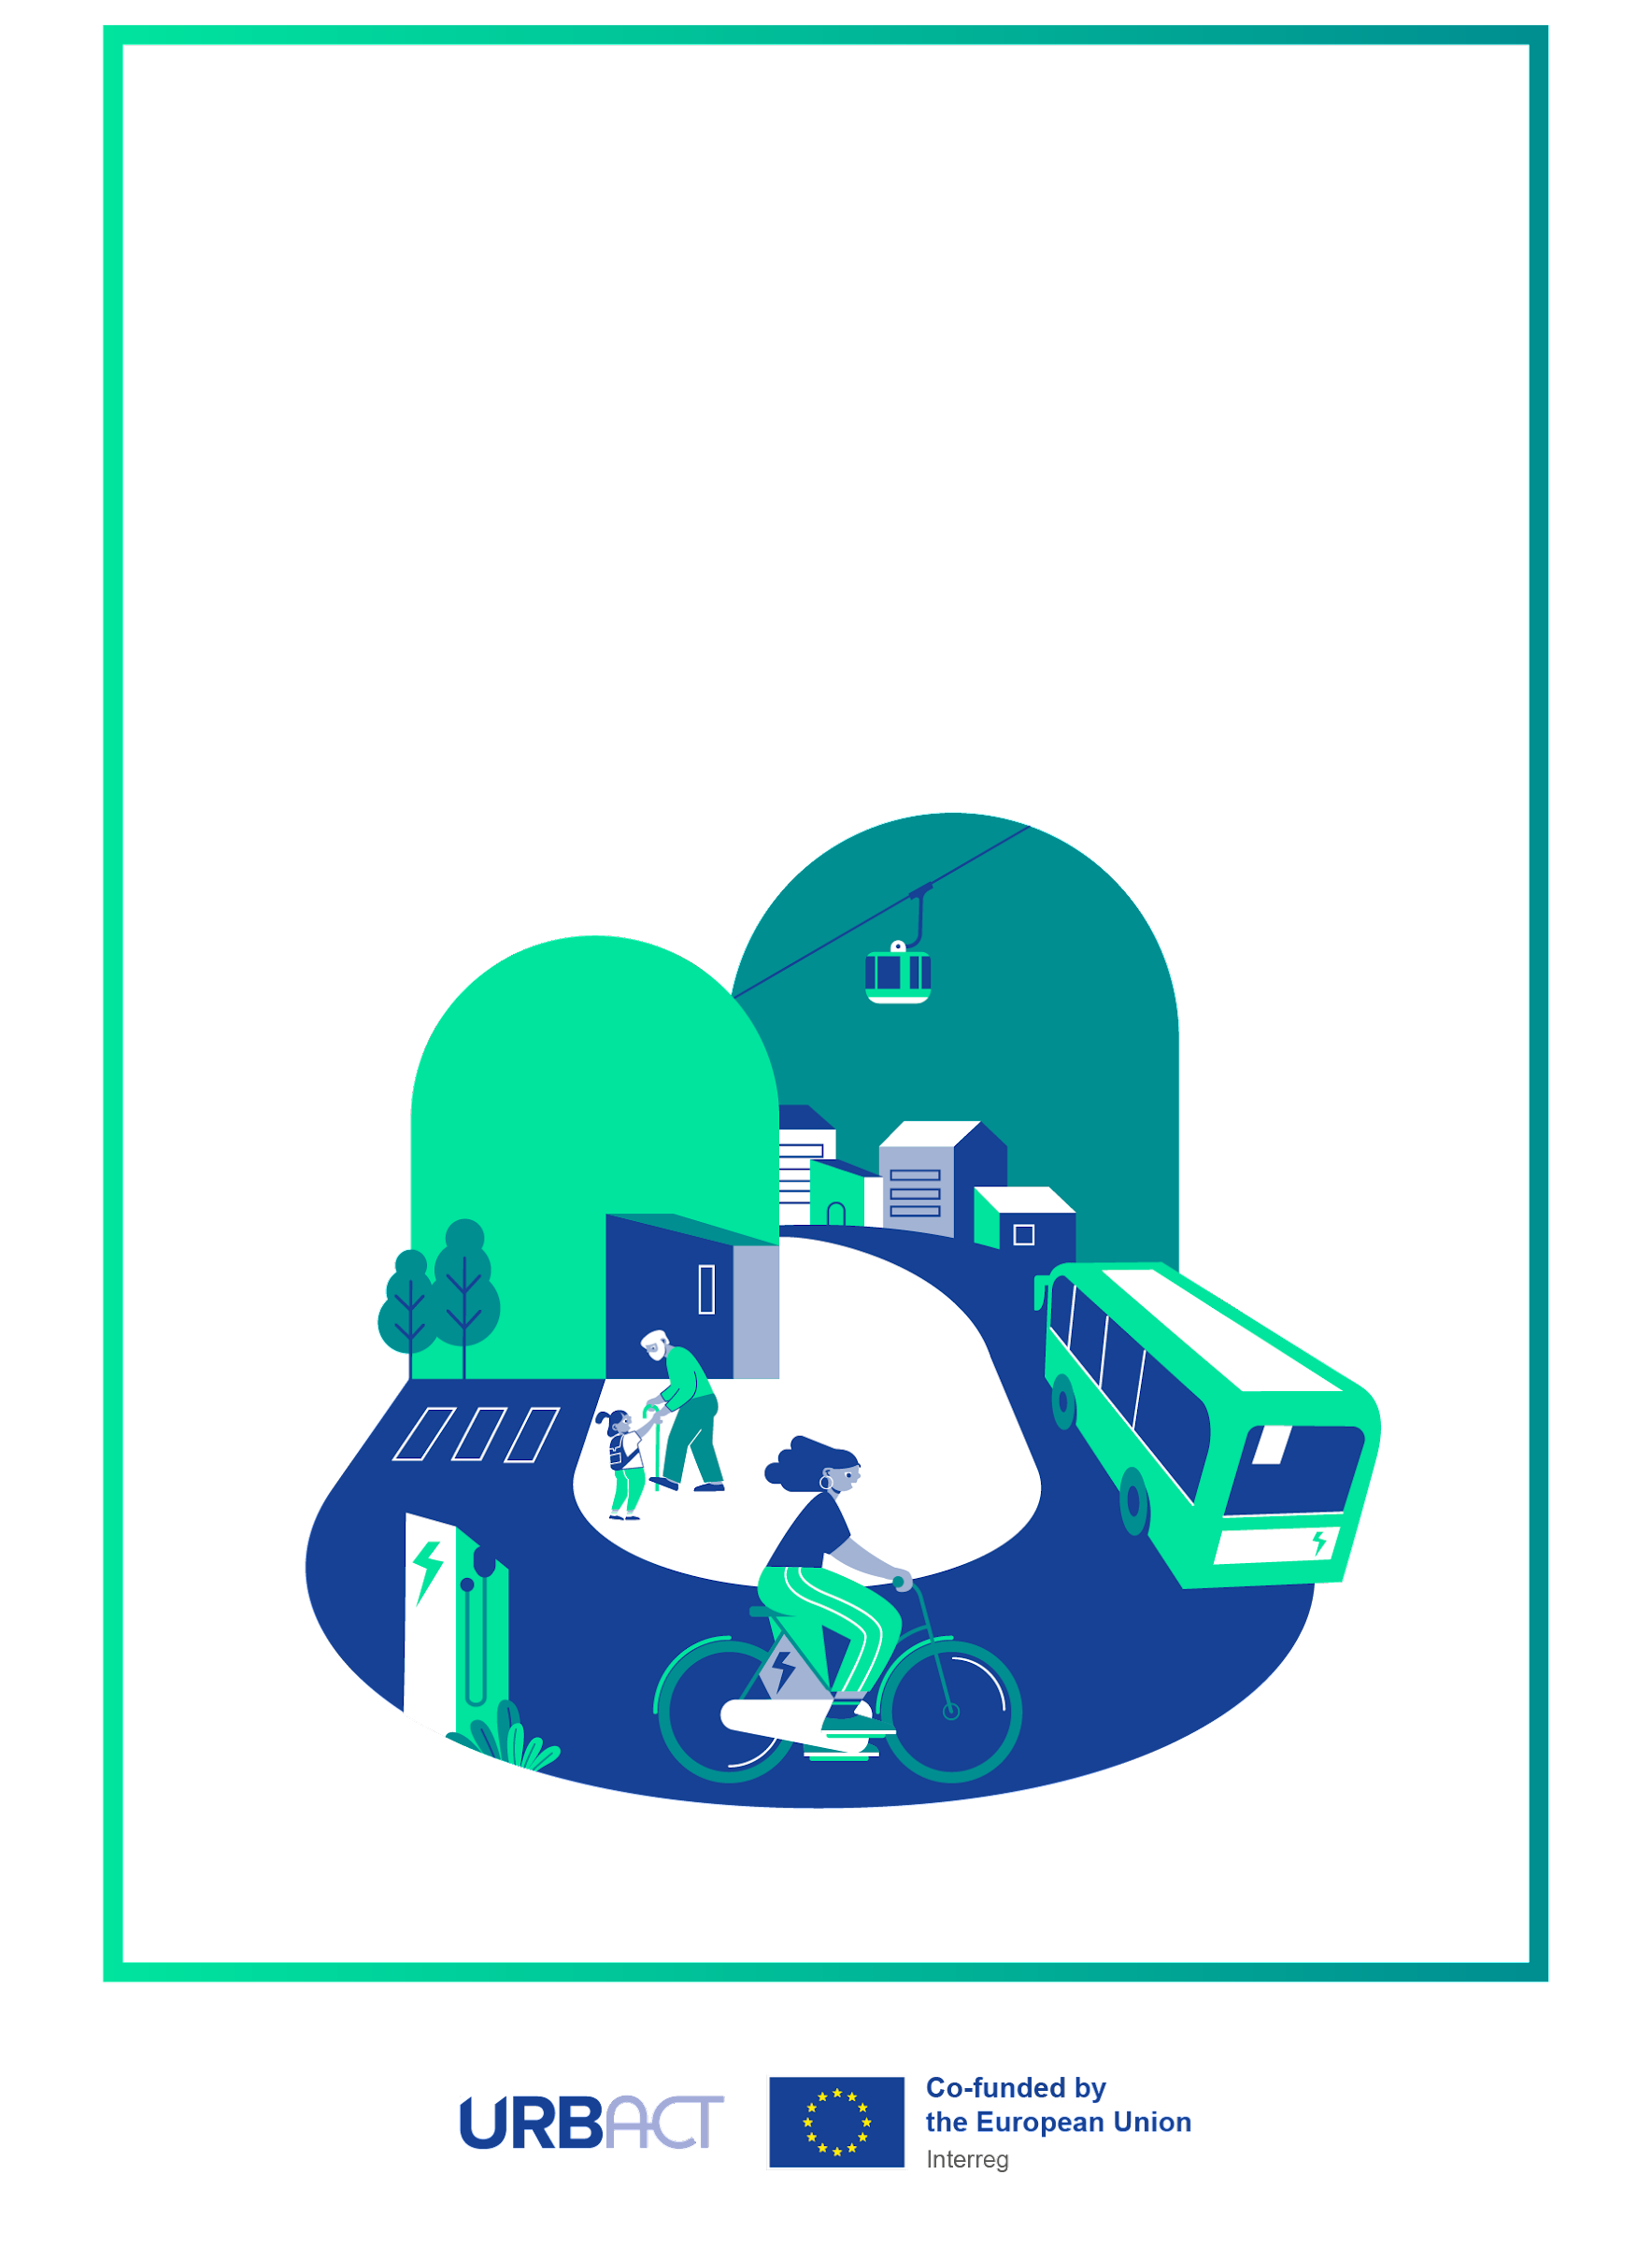 URBACT
Co-funded by
the European Union
Interreg